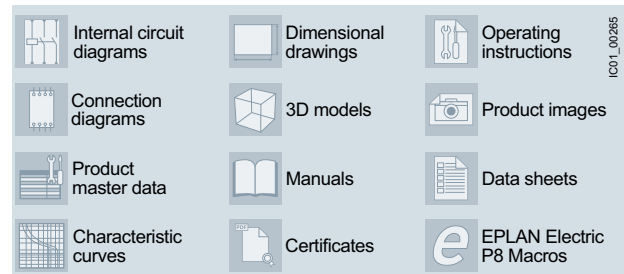 Internal circuit
diagrams
Dimensional
drawings
Operating
instructions
IC01_00265
Connection
diagrams
3D models
Product images
Product
master data
Manuals
Data sheets
Characteristic
curves
PDF
Certificates
e
EPLAN Electric
P8 Macros